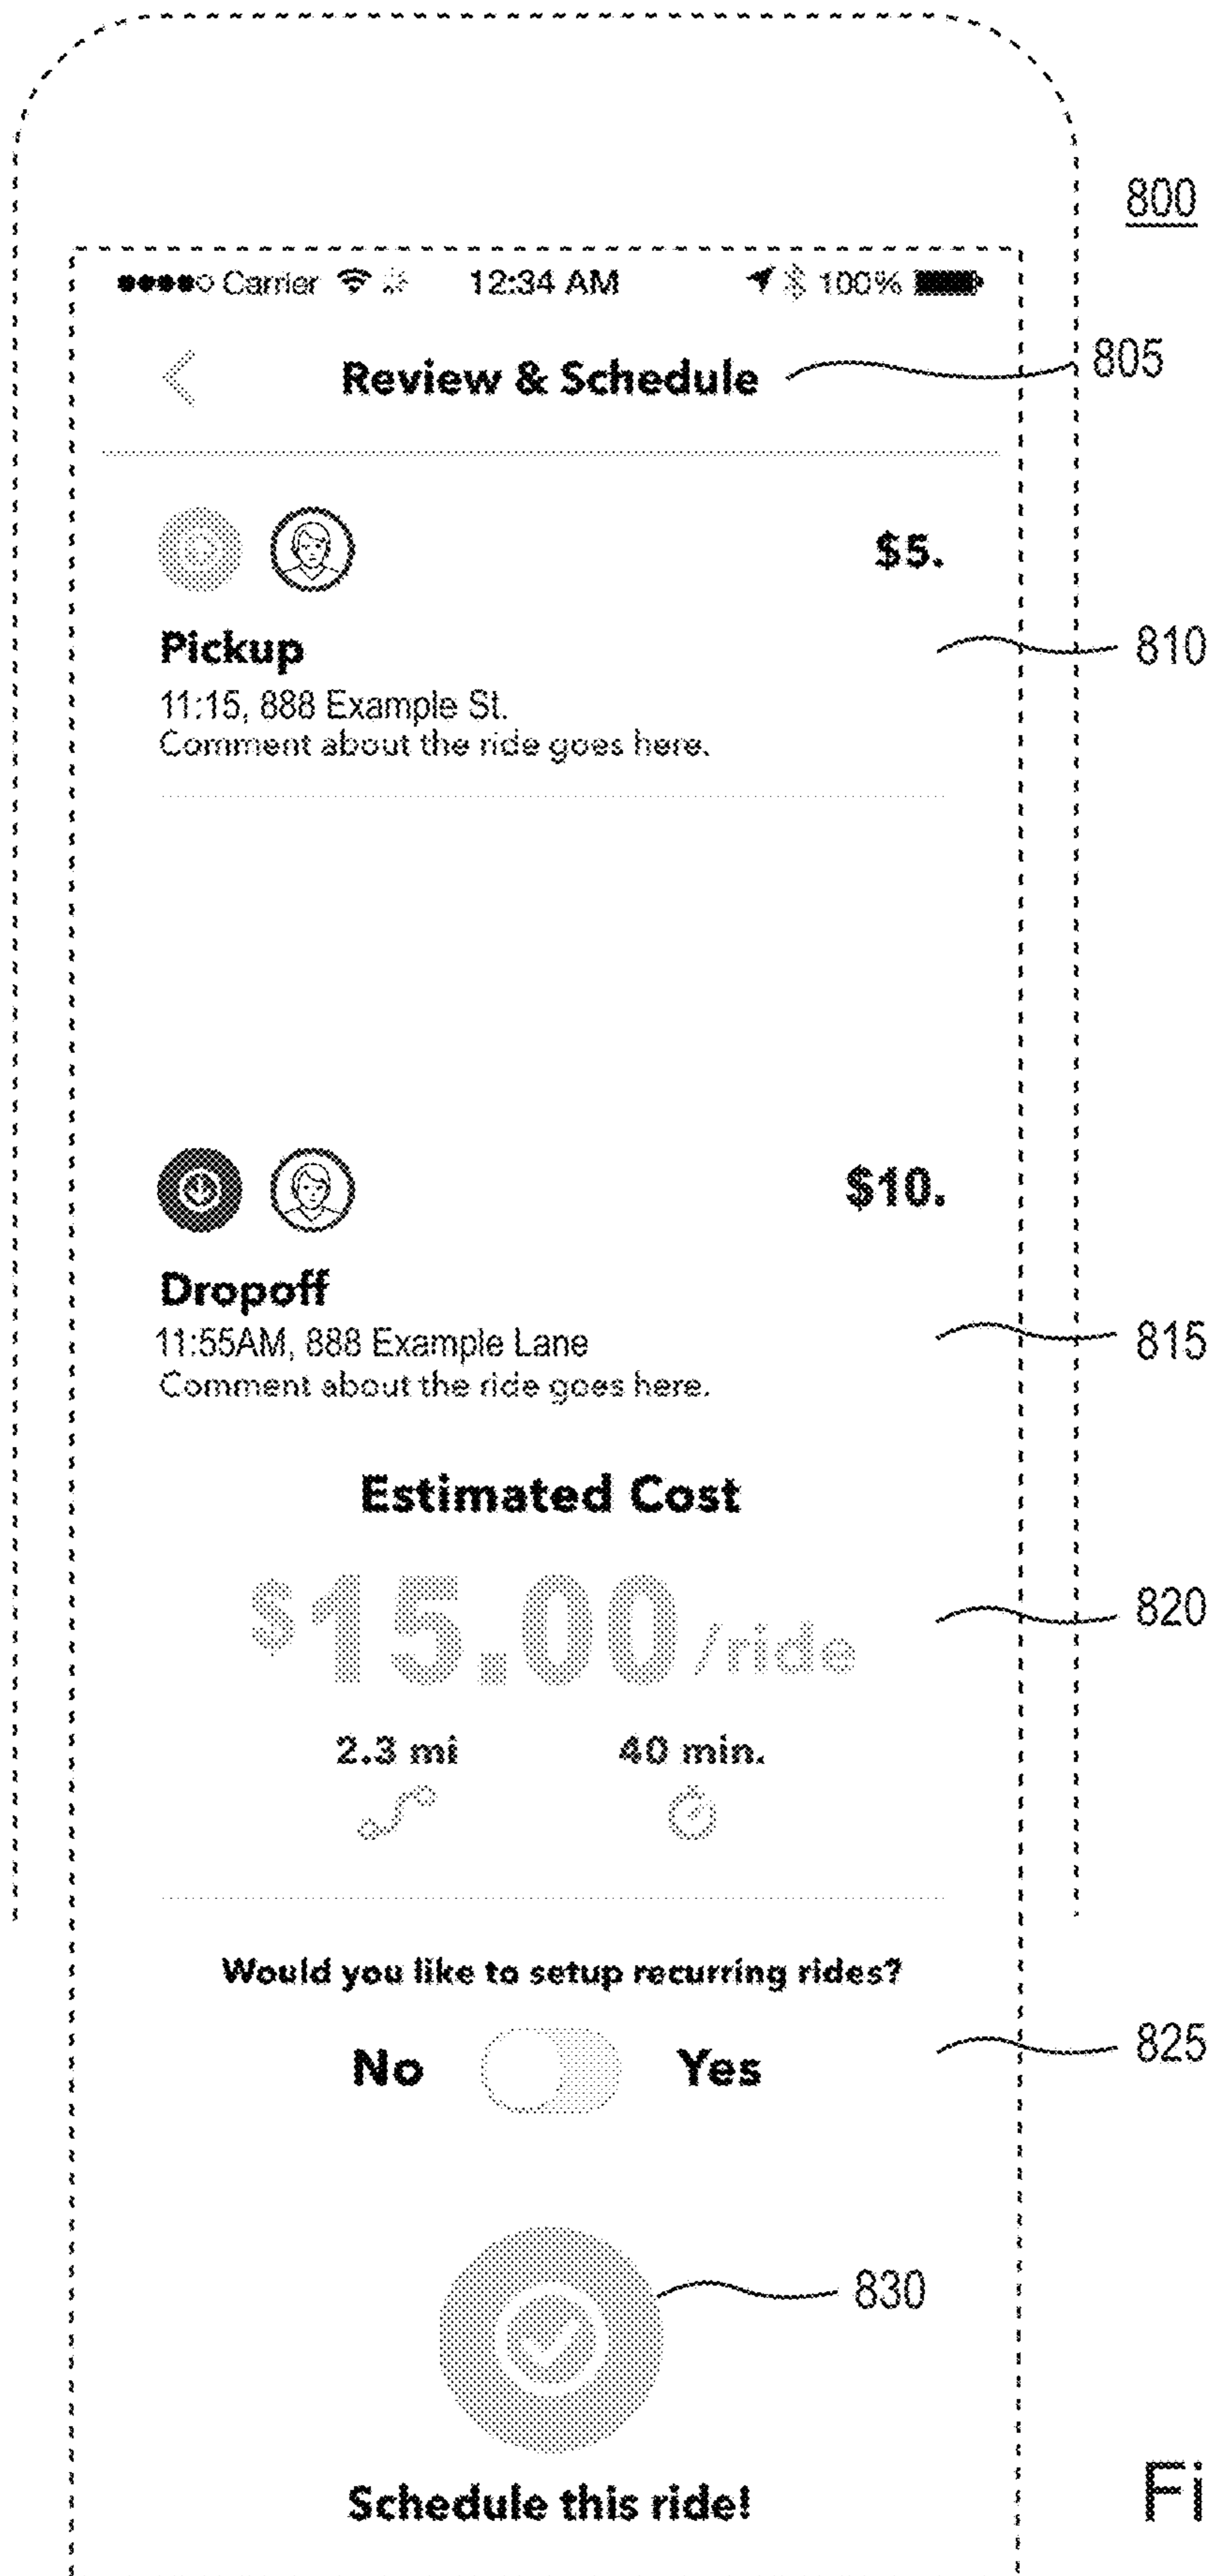 800
Carrier 12:34 AM 100%
Review & Schedule 805
$5.
Pickup 810
11:15, 888 Example St.
Comment about the ride goes here.
$10.
Dropoff
11:55AM, 888 Example Lane 815
Comment about the ride goes here.
Estimated Cost
$15.00/ride 820
2.3 mi 40 min.
Would you like to setup recurring rides?
No Yes 825
830
Schedule this ride!
Fi